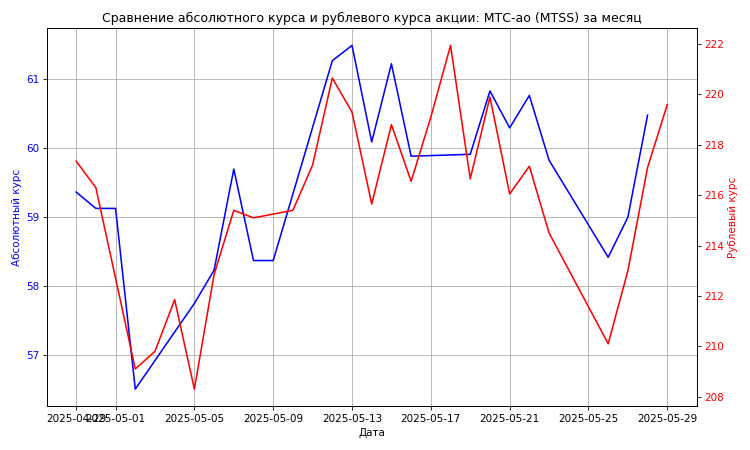 Сравнение абсолютного курса и рублевого курса акции: МТС-ао (MTSS) за месяц
Абсолютный курс
61
60
59
58
57
222
220
218
216
214
212
210
208
Рублевый курс
2025-04-29 2025-05-01 2025-05-05 2025-05-09 2025-05-13 2025-05-17 2025-05-21 2025-05-25 2025-05-29
Дата